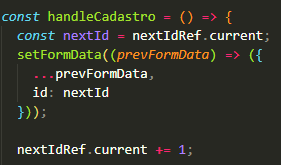 const handleCadastro = () => {
const nextId = nextIdRef.current;
setFormData((prevFormData) => ({
...prevFormData,
id: nextId
}));
nextIdRef.current += 1;